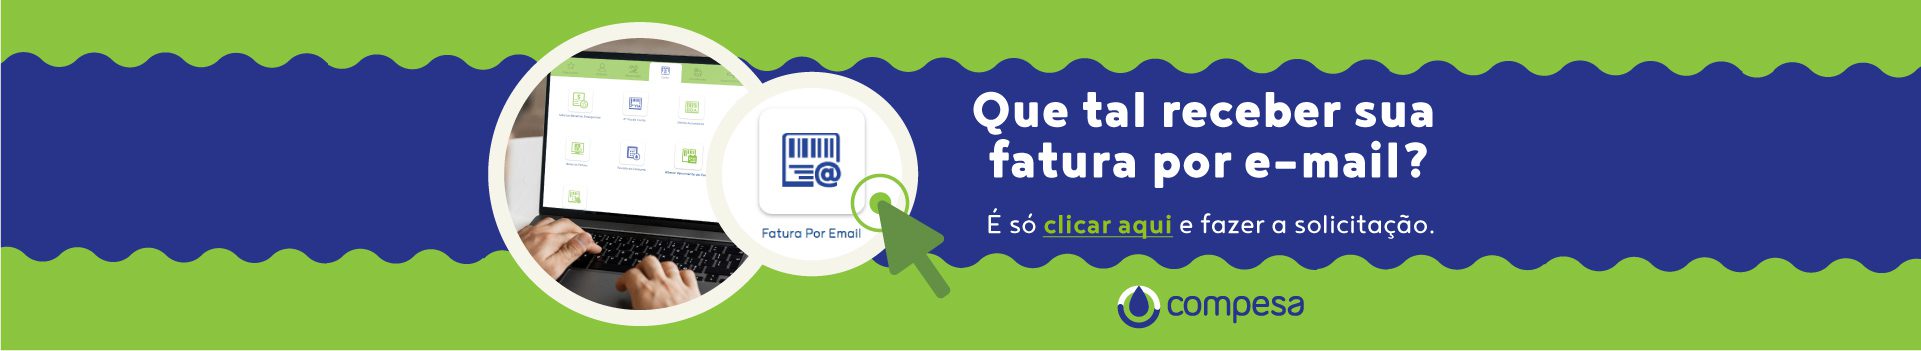 Que tal receber sua
fatura por e-mail?
É só clicar aqui e fazer a solicitação.
Fatura Por Email
compesa